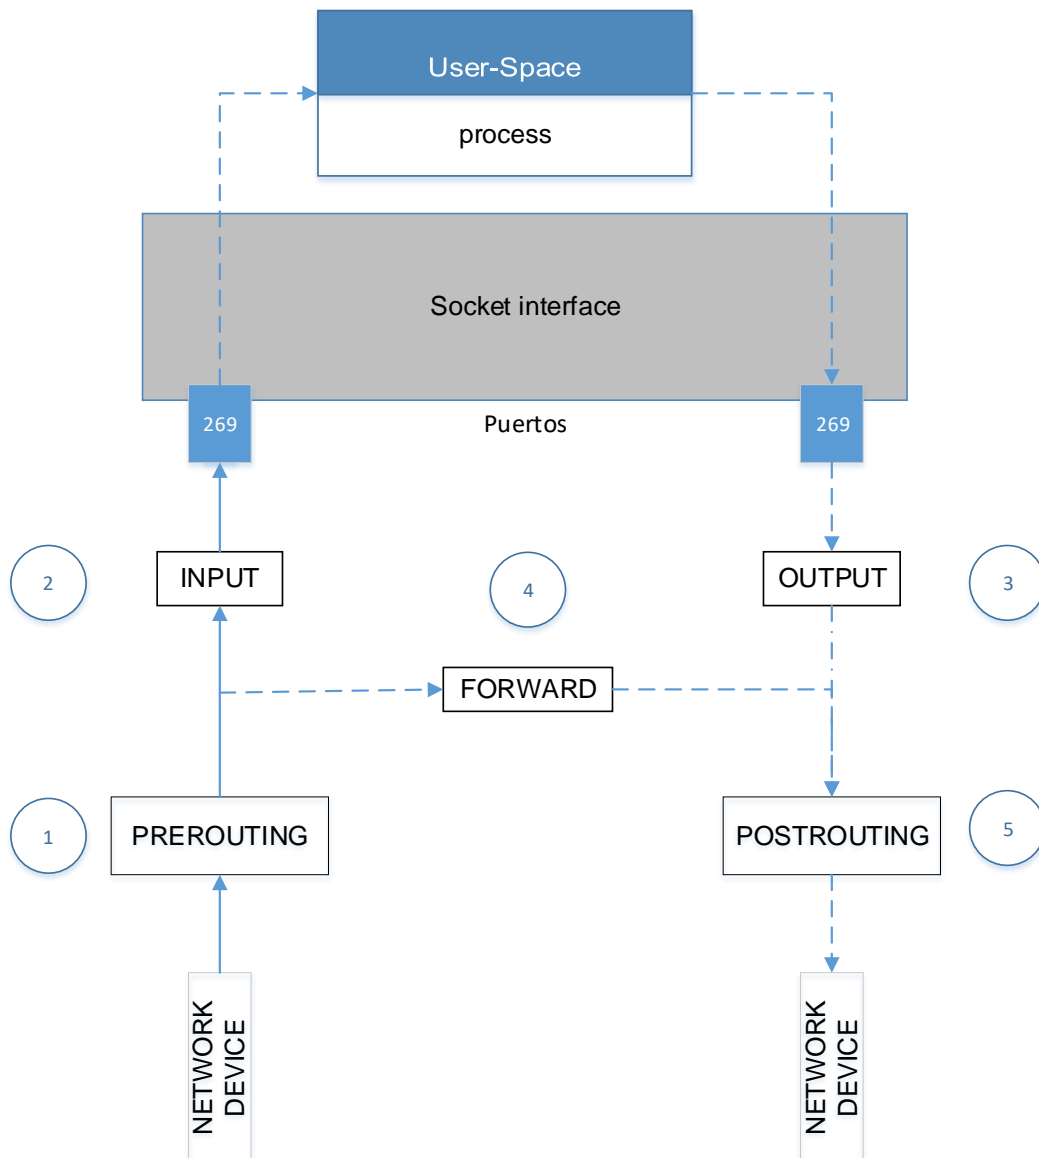 User-Space
process
Socket interface
269
Puertos
269
2
INPUT
4
OUTPUT
3
FORWARD
1
PREROUTING
POSTROUTING
5
NETWORK
DEVICE
NETWORK
DEVICE